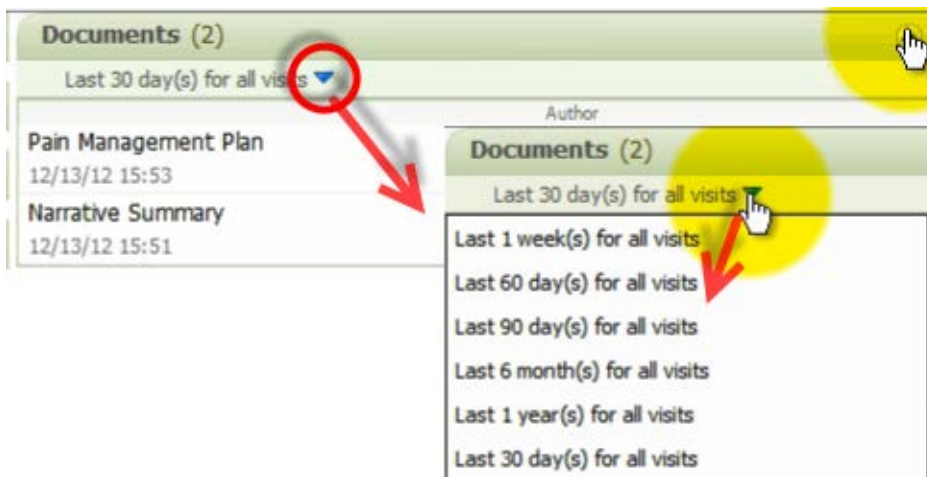 Documents (2)
Last 30 day(s) for all visits
Author
Pain Management Plan
12/13/12 15:53
Narrative Summary
12/13/12 15:51
Documents (2)
Last 30 day(s) for all visits
Last 1 week(s) for all visits
Last 60 day(s) for all visits
Last 90 day(s) for all visits
Last 6 month(s) for all visits
Last 1 year(s) for all visits
Last 30 day(s) for all visits